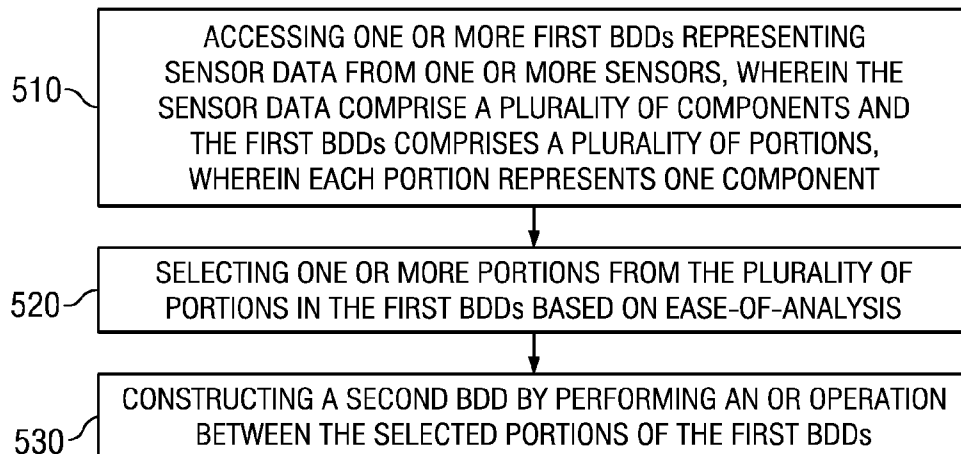 510
ACCESSING ONE OR MORE FIRST BDDs REPRESENTING
SENSOR DATA FROM ONE OR MORE SENSORS, WHEREIN THE
SENSOR DATA COMPRISE A PLURALITY OF COMPONENTS AND
THE FIRST BDDs COMPRISES A PLURALITY OF PORTIONS,
WHEREIN EACH PORTION REPRESENTS ONE COMPONENT
520
SELECTING ONE OR MORE PORTIONS FROM THE PLURALITY OF
PORTIONS IN THE FIRST BDDs BASED ON EASE-OF-ANALYSIS
530
CONSTRUCTING A SECOND BDD BY PERFORMING AN OR OPERATION
BETWEEN THE SELECTED PORTIONS OF THE FIRST BDDs